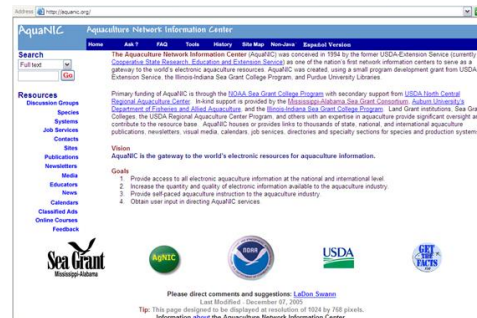 Address http://aquanic.org/
AquaNIC Aquaculture Network Information Center
Home Ask ? FAQ Tools History Site Map Non-Java Español Version
Search
Full text
Go
Resources
Discussion Groups
Species
Systems
Job Services
Contacts
Sites
Publications
Newsletters
Media
Educators
News
Calendars
Classified Ads
Online Courses
Feedback
The Aquaculture Network Information Center (AquaNIC) was conceived in 1994 by the former USDA-Extension Service (currently
Cooperative State Research, Education and Extension Service) as one of the nation's first network information centers to serve as a
gateway to the world's electronic aquaculture resources. AquaNIC was created, using a small program development grant from USDA
Extension Service, the Illinois-Indiana Sea Grant College Program, and Purdue University Libraries.
Primary funding of AquaNIC is through the NOAA Sea Grant College Program with secondary support from USDA North Central
Regional Aquaculture Center. In-kind support is provided by the Mississippi-Alabama Sea Grant Consortium, Auburn University's
Department of Fisheries and Allied Aquaculture, and the Illinois-Indiana Sea Grant College Program. Land Grant institutions, Sea Gra
Colleges, the USDA Regional Aquaculture Center Program, and others with an expertise in aquaculture provide significant oversight a
contribute to the resource base. AquaNIC houses or provides links to thousands of state, national, and international aquaculture
publications, newsletters, visual media, calendars, job services, directories and specialty sections for species and production system
Vision
AquaNIC is the gateway to the world's electronic resources for aquaculture information.
Goals
1. Provide access to all electronic aquaculture information at the national and international level.
2. Increase the quantity and quality of electronic information available to the aquaculture industry.
3. Provide self-paced aquaculture instruction to the aquaculture industry.
4. Obtain user input in directing AquaNIC services.
Sea Grant
Mississippi-Alabama
AgNIC
NOAA
USDA
GET THE FACTS
Please direct comments and suggestions: LaDon Swann
Last Modified - December 07, 2005
Tip: This page designed to be displayed at resolution of 1024 by 768 pixels.
Information about the Aquaculture Network Information Center